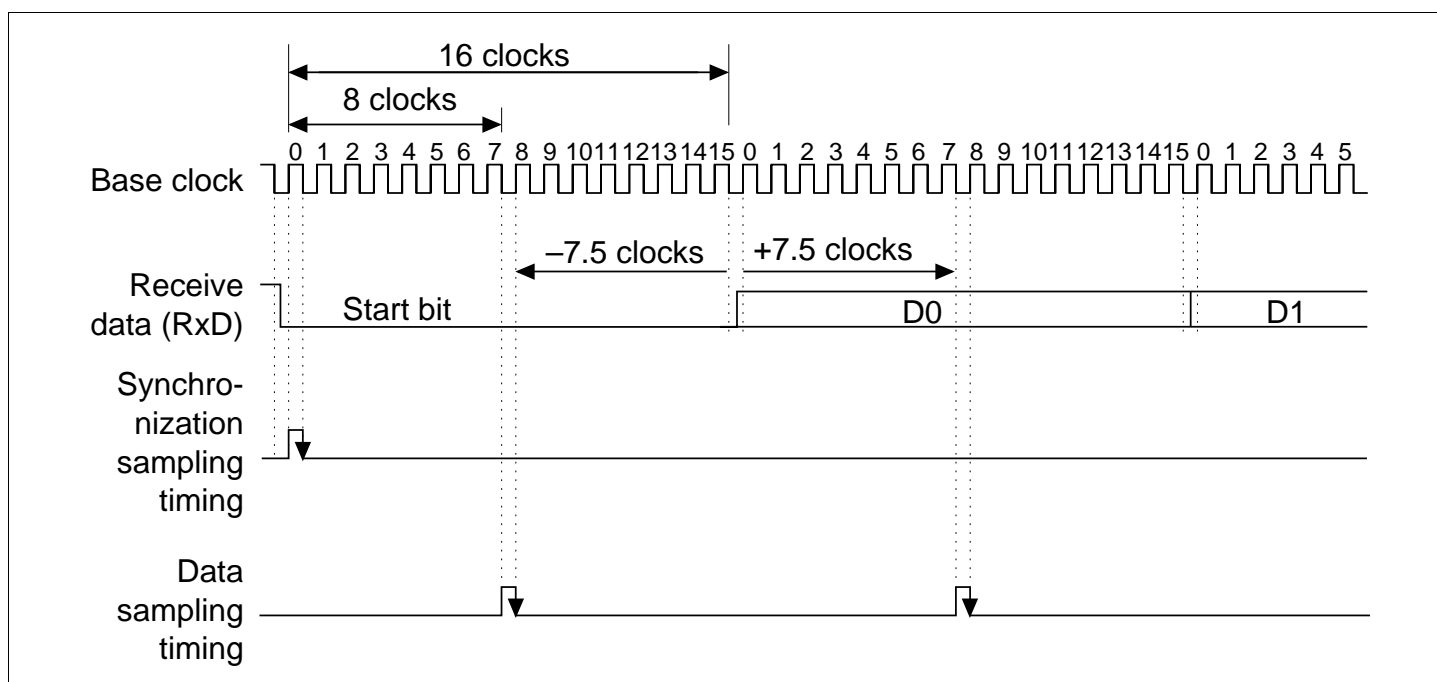 16 clocks
8 clocks
0 1 2 3 4 5 6 7 8 9 10 11 12 13 14 15 0 1 2 3 4 5 6 7 8 9 10 11 12 13 14 15 0 1 2 3 4 5
Base clock
–7.5 clocks +7.5 clocks
Receive
data (RxD)
Start bit D0 D1
Synchro-
nization
sampling
timing
Data
sampling
timing